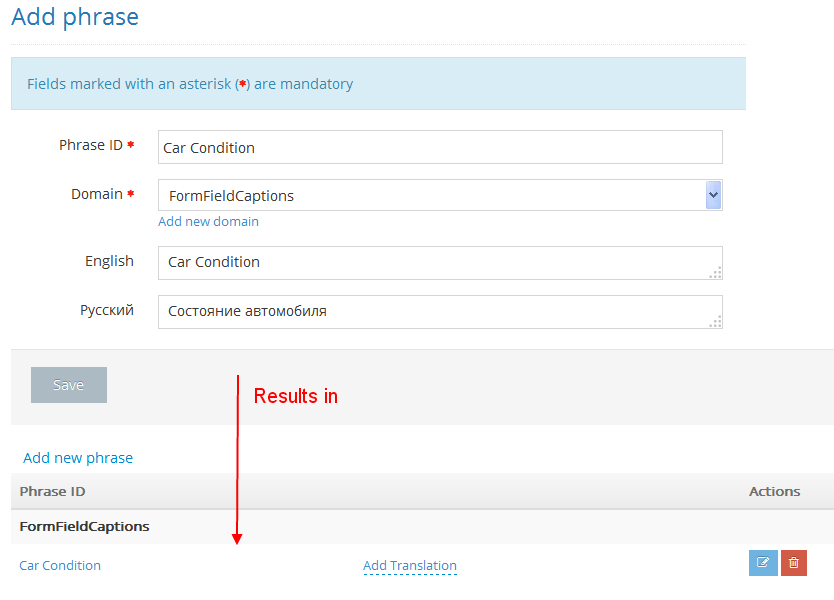 Add phrase
Fields marked with an asterisk (*) are mandatory
Phrase ID * Car Condition
Domain * FormFieldCaptions
Add new domain
English Car Condition
Русский Состояние автомобиля
Save
Results in
Add new phrase
Phrase ID Actions
FormFieldCaptions
Car Condition Add Translation